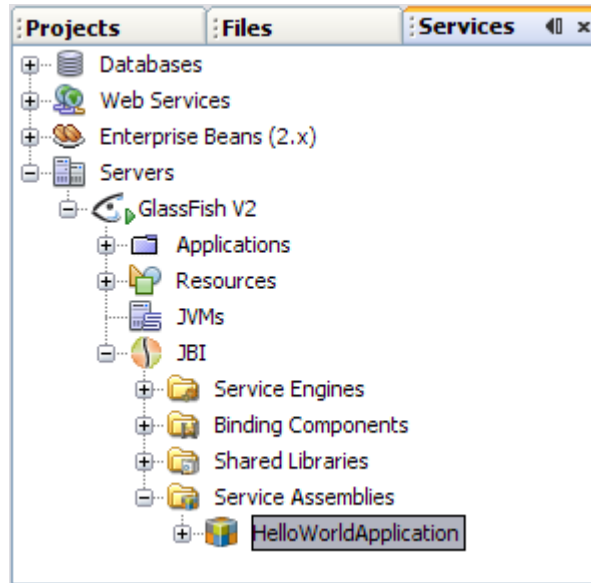 Projects Files Services
Databases
Web Services
Enterprise Beans (2.x)
Servers
GlassFish V2
Applications
Resources
JVMs
JBI
Service Engines
Binding Components
Shared Libraries
Service Assemblies
HelloWorldApplication